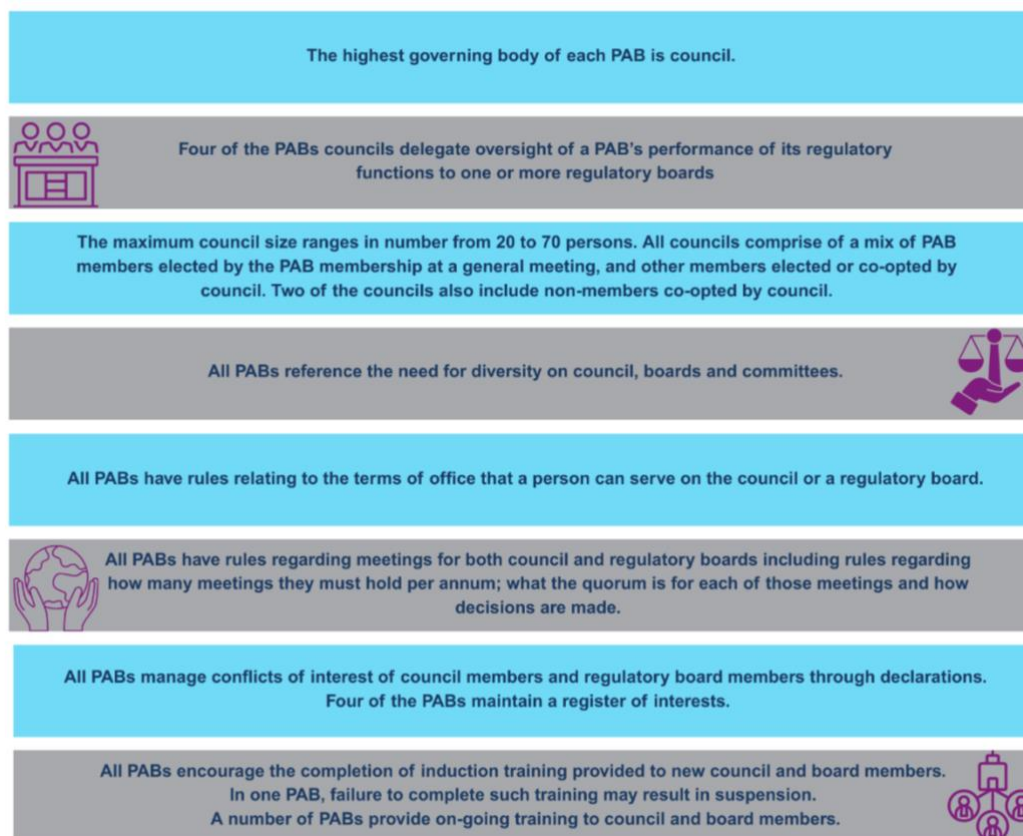 The highest governing body of each PAB is council.
Four of the PABs councils delegate oversight of a PAB's performance of its regulatory
functions to one or more regulatory boards
The maximum council size ranges in number from 20 to 70 persons. All councils comprise of a mix of PAB
members elected by the PAB membership at a general meeting, and other members elected or co-opted by
council. Two of the councils also include non-members co-opted by council.
All PABs reference the need for diversity on council, boards and committees.
All PABs have rules relating to the terms of office that a person can serve on the council or a regulatory board.
All PABs have rules regarding meetings for both council and regulatory boards including rules regarding
how many meetings they must hold per annum; what the quorum is for each of those meetings and how
decisions are made.
All PABs manage conflicts of interest of council members and regulatory board members through declarations.
Four of the PABs maintain a register of interests.
All PABs encourage the completion of induction training provided to new council and board members.
In one PAB, failure to complete such training may result in suspension.
A number of PABs provide on-going training to council and board members.